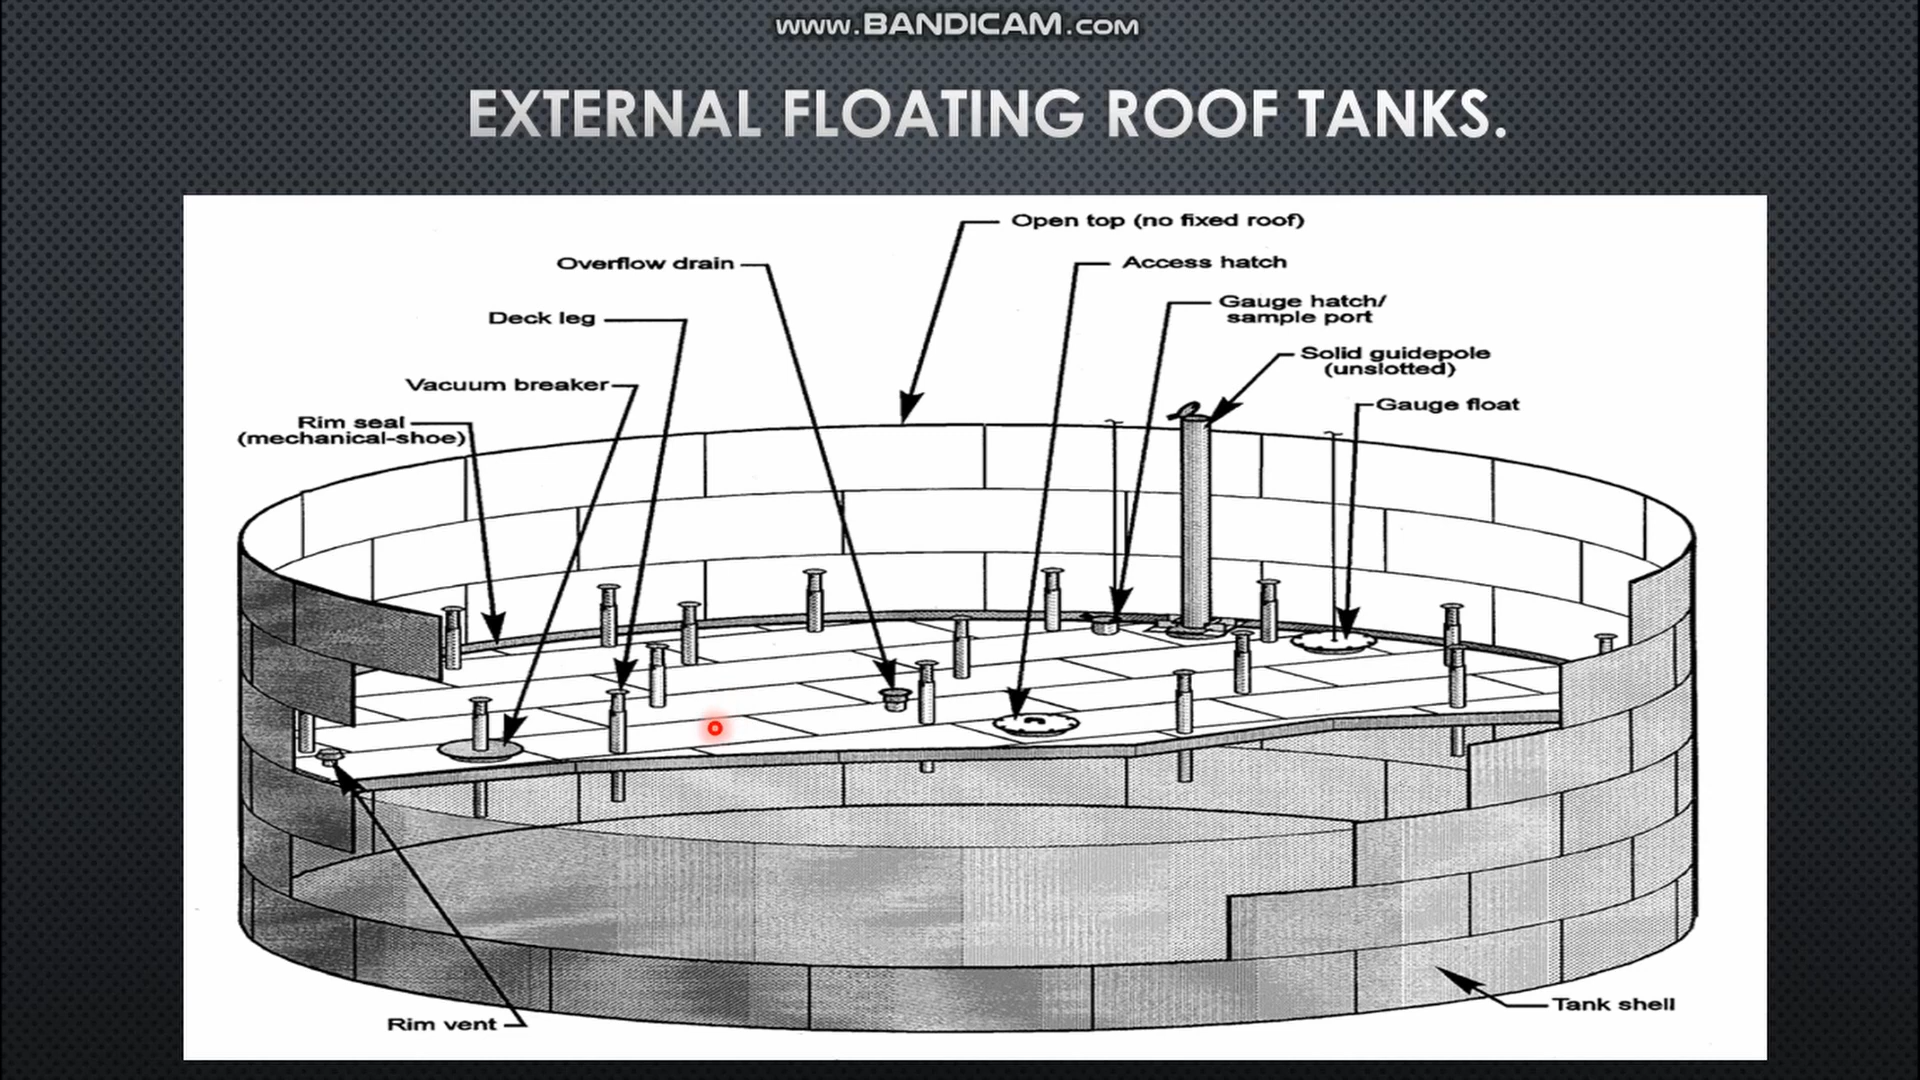 www.BANDICAM.com
EXTERNAL FLOATING ROOF TANKS.
Open top (no fixed roof)
Overflow drain
Access hatch
Gauge hatch/
sample port
Deck leg
Solid guidepole
(unslotted)
Vacuum breaker
Gauge float
Rim seal
(mechanical-shoe)
Tank shell
Rim vent